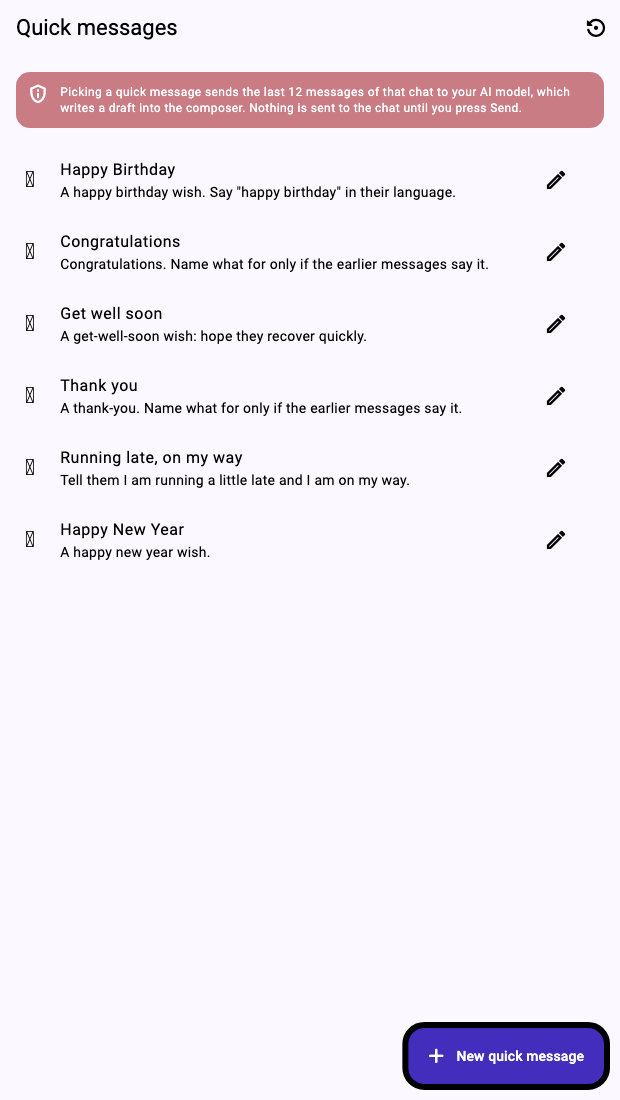 Quick messages
Picking a quick message sends the last 12 messages of that chat to your AI model, which
writes a draft into the composer. Nothing is sent to the chat until you press Send.
Happy Birthday
A happy birthday wish. Say "happy birthday" in their language.
Congratulations
Congratulations. Name what for only if the earlier messages say it.
Get well soon
A get-well-soon wish: hope they recover quickly.
Thank you
A thank-you. Name what for only if the earlier messages say it.
Running late, on my way
Tell them I am running a little late and I am on my way.
Happy New Year
A happy new year wish.
New quick message